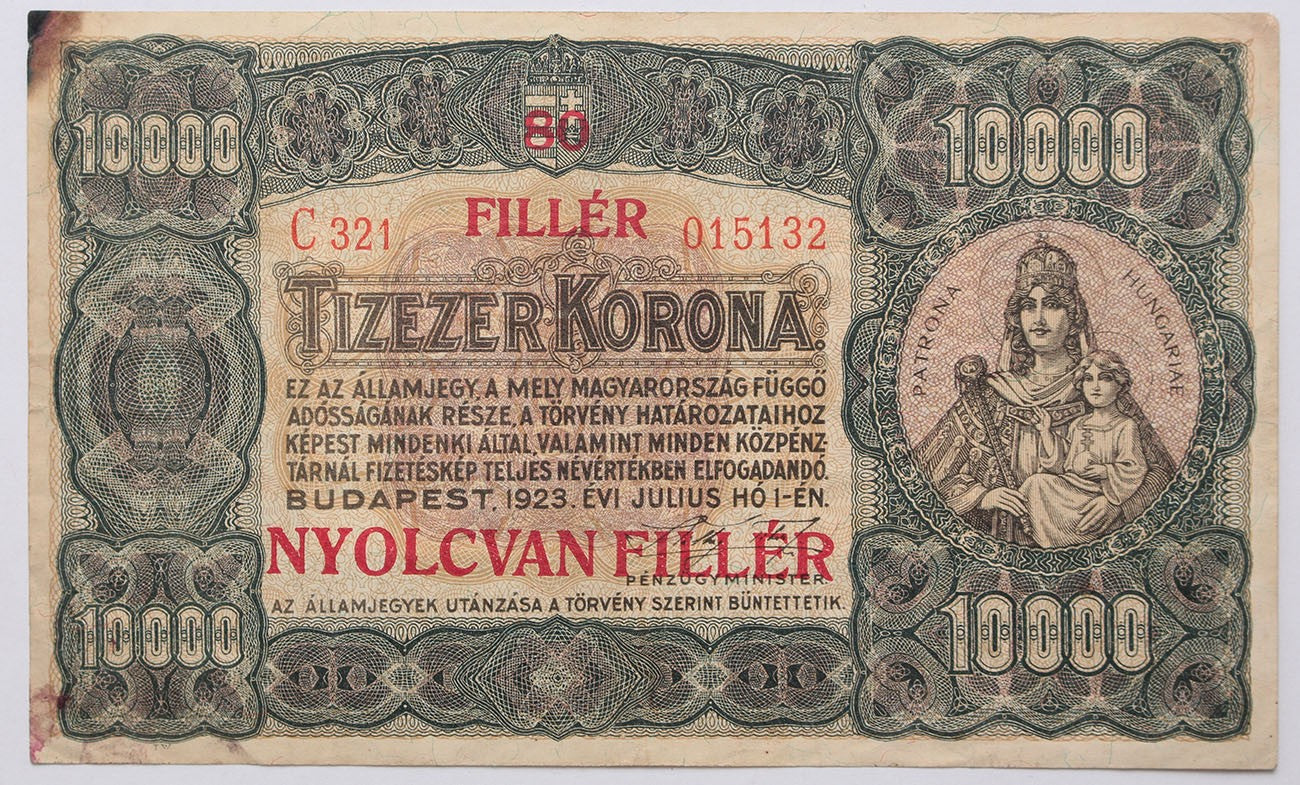 10000
80
10000
C 321
FILLÉR
015132
TIZEZER KORONA.
PATRONA HUNGARIAE
EZ AZ ÁLLAMJEGY, A MELY MAGYARORSZÁG FÜGGŐ
ADÓSSÁGÁNAK RÉSZE, A TÖRVÉNY HATÁROZATAIHOZ
KÉPEST MINDENKI ÁLTAL, VALAMINT MINDEN KÖZPÉNZ-
TÁRNÁL FIZETÉSKÉP TELJES NÉVÉRTÉKBEN ELFOGADANDÓ.
BUDAPEST, 1923. ÉVI JULIUS HÓ 1-ÉN.
NYOLCVAN FILLÉR
PÉNZÜGYMINISTER.
AZ ÁLLAMJEGYEK UTÁNZÁSA A TÖRVÉNY SZERINT BÜNTETTETIK.
10000
10000